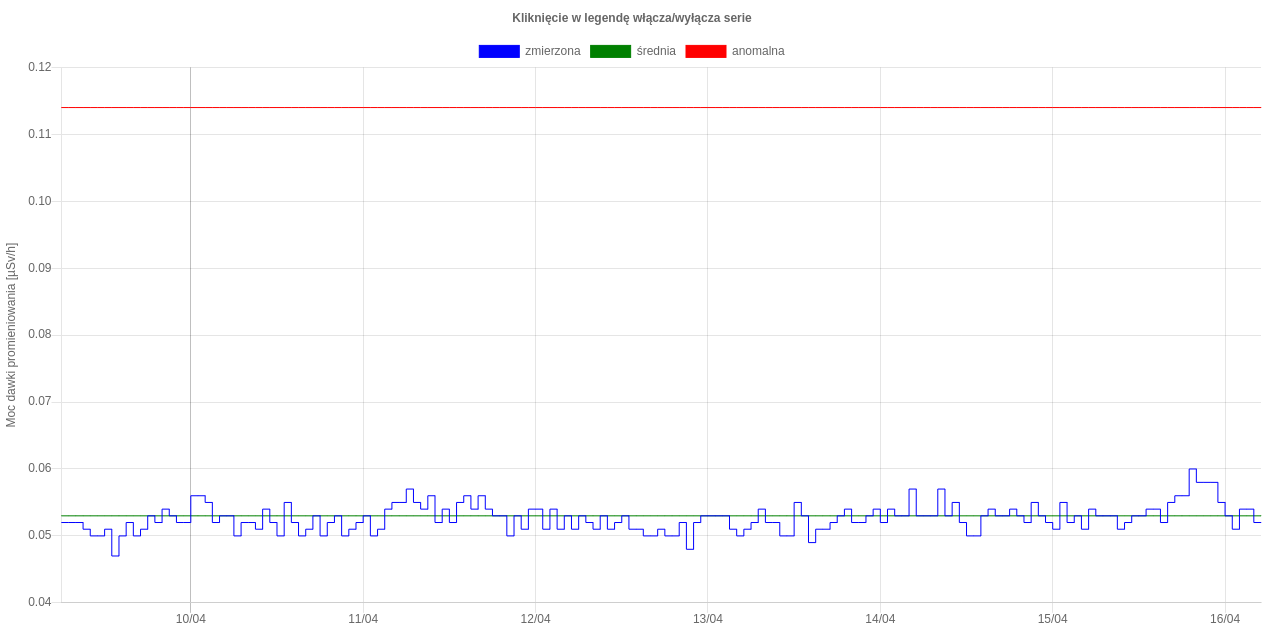 Kliknięcie w legendę włącza/wyłącza serie
zmierzona średnia anomalna
0.12
0.11
0.10
0.09
0.08
0.07
0.06
0.05
0.04
Moc dawki promieniowania [µSv/h]
10/04 11/04 12/04 13/04 14/04 15/04 16/04